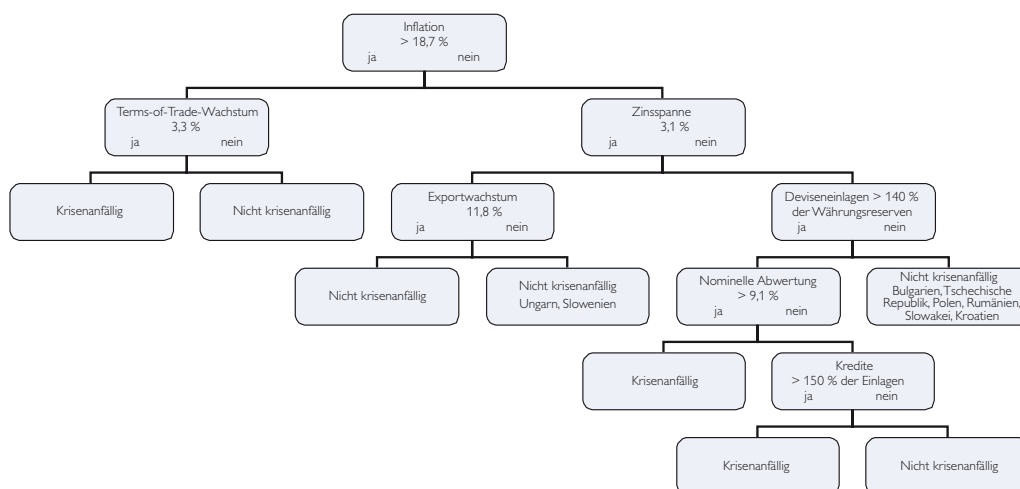 Inflation
> 18,7 %
ja nein
Terms-of-Trade-Wachstum
3,3 %
ja nein
Zinsspanne
3,1 %
ja nein
Krisenanfällig
Nicht krisenanfällig
Exportwachstum
11,8 %
ja nein
Deviseneinlagen > 140 %
der Währungsreserven
ja nein
Nicht krisenanfällig
Nicht krisenanfällig
Ungarn, Slowenien
Nominelle Abwertung
> 9,1 %
ja nein
Nicht krisenanfällig
Bulgarien, Tschechische
Republik, Polen, Rumänien,
Slowakei, Kroatien
Krisenanfällig
Kredite
> 150 % der Einlagen
ja nein
Krisenanfällig
Nicht krisenanfällig